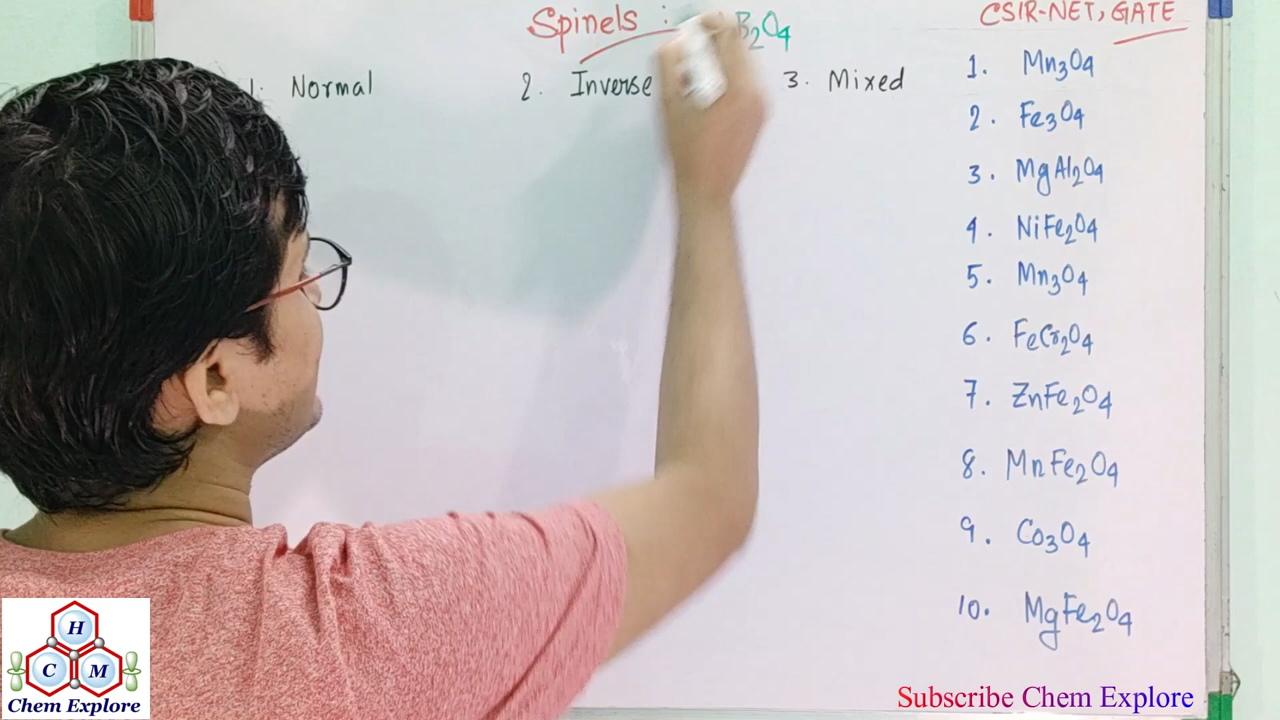 Spinels : B₂O₄
CSIR-NET, GATE
1. Normal 2. Inverse 3. Mixed
1. Mn₃O₄
2. Fe₃O₄
3. MgAl₂O₄
4. NiFe₂O₄
5. Mn₃O₄
6. FeCr₂O₄
7. ZnFe₂O₄
8. MnFe₂O₄
9. Co₃O₄
10. MgFe₂O₄
H
C M
Chem Explore
Subscribe Chem Explore